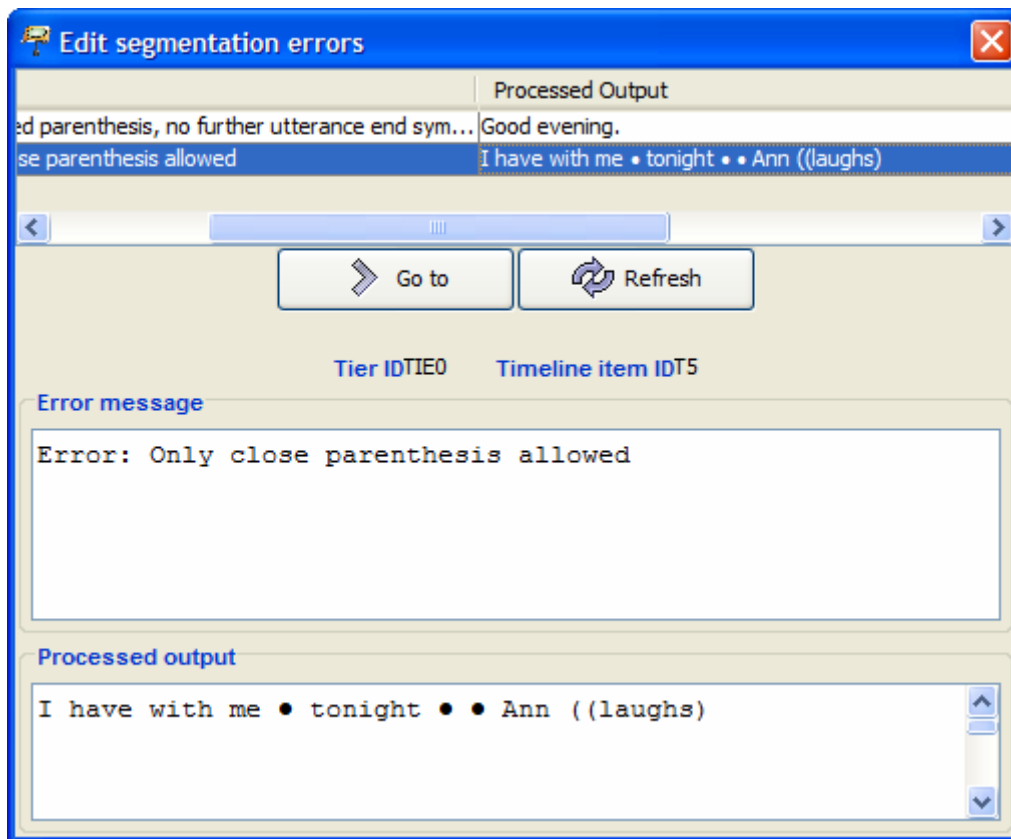 Edit segmentation errors
Processed Output
ed parenthesis, no further utterance end sym... Good evening.
se parenthesis allowed I have with me • tonight • • Ann ((laughs)
Go to Refresh
Tier IDTIE0 Timeline item IDT5
Error message
Error: Only close parenthesis allowed
Processed output
I have with me • tonight • • Ann ((laughs)